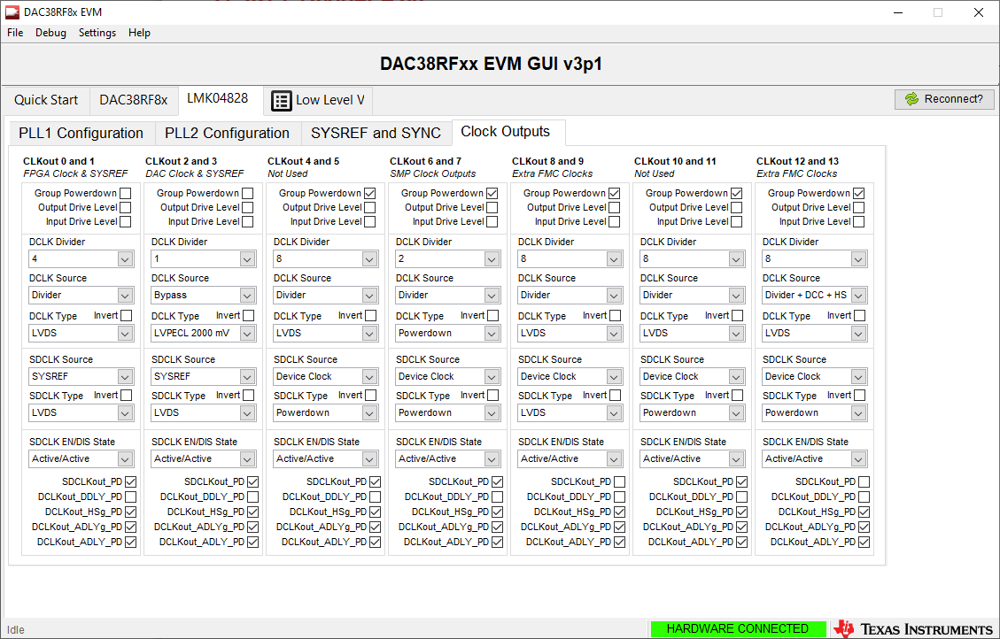 DAC38RF8x EVM
File Debug Settings Help
DAC38RFxx EVM GUI v3p1
Quick Start DAC38RF8x LMK04828 Low Level V Reconnect?
PLL1 Configuration PLL2 Configuration SYSREF and SYNC Clock Outputs
CLKout 0 and 1 CLKout 2 and 3 CLKout 4 and 5 CLKout 6 and 7 CLKout 8 and 9 CLKout 10 and 11 CLKout 12 and 13
FPGA Clock & SYSREF DAC Clock & SYSREF Not Used SMP Clock Outputs Extra FMC Clocks Not Used Extra FMC Clocks
Group Powerdown Group Powerdown Group Powerdown Group Powerdown Group Powerdown Group Powerdown Group Powerdown
Output Drive Level Output Drive Level Output Drive Level Output Drive Level Output Drive Level Output Drive Level Output Drive Level
Input Drive Level Input Drive Level Input Drive Level Input Drive Level Input Drive Level Input Drive Level Input Drive Level
DCLK Divider DCLK Divider DCLK Divider DCLK Divider DCLK Divider DCLK Divider DCLK Divider
4 1 8 2 8 8 8
DCLK Source DCLK Source DCLK Source DCLK Source DCLK Source DCLK Source DCLK Source
Divider Bypass Divider Divider Divider Divider Divider + DCC + HS
DCLK Type Invert DCLK Type Invert DCLK Type Invert DCLK Type Invert DCLK Type Invert DCLK Type Invert DCLK Type Invert
LVDS LVPECL 2000 mV LVDS Powerdown LVDS LVDS LVDS
SDCLK Source SDCLK Source SDCLK Source SDCLK Source SDCLK Source SDCLK Source SDCLK Source
SYSREF SYSREF Device Clock Device Clock Device Clock Device Clock Device Clock
SDCLK Type Invert SDCLK Type Invert SDCLK Type Invert SDCLK Type Invert SDCLK Type Invert SDCLK Type Invert SDCLK Type Invert
LVDS LVDS Powerdown Powerdown LVDS Powerdown Powerdown
SDCLK EN/DIS State SDCLK EN/DIS State SDCLK EN/DIS State SDCLK EN/DIS State SDCLK EN/DIS State SDCLK EN/DIS State SDCLK EN/DIS State
Active/Active Active/Active Active/Active Active/Active Active/Active Active/Active Active/Active
SDCLKout_PD SDCLKout_PD SDCLKout_PD SDCLKout_PD SDCLKout_PD SDCLKout_PD SDCLKout_PD
DCLKout_DDLY_PD DCLKout_DDLY_PD DCLKout_DDLY_PD DCLKout_DDLY_PD DCLKout_DDLY_PD DCLKout_DDLY_PD DCLKout_DDLY_PD
DCLKout_HSg_PD DCLKout_HSg_PD DCLKout_HSg_PD DCLKout_HSg_PD DCLKout_HSg_PD DCLKout_HSg_PD DCLKout_HSg_PD
DCLKout_ADLYg_PD DCLKout_ADLYg_PD DCLKout_ADLYg_PD DCLKout_ADLYg_PD DCLKout_ADLYg_PD DCLKout_ADLYg_PD DCLKout_ADLYg_PD
DCLKout_ADLY_PD DCLKout_ADLY_PD DCLKout_ADLY_PD DCLKout_ADLY_PD DCLKout_ADLY_PD DCLKout_ADLY_PD DCLKout_ADLY_PD
Idle HARDWARE CONNECTED TEXAS INSTRUMENTS